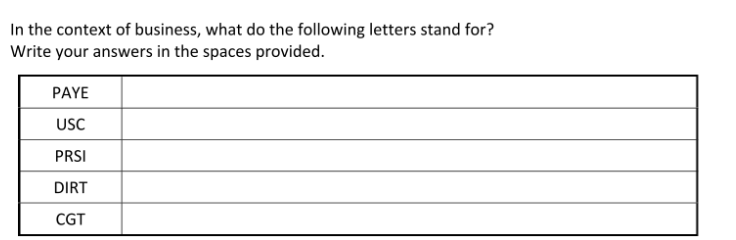 In the context of business, what do the following letters stand for?
Write your answers in the spaces provided.
PAYE
USC
PRSI
DIRT
CGT